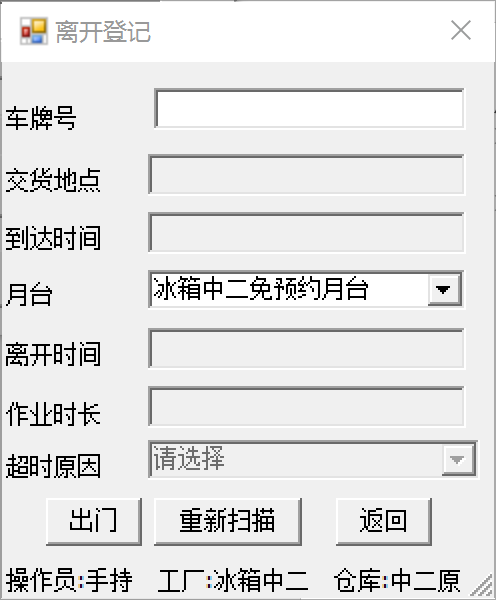 离开登记
车牌号
交货地点
到达时间
月台 冰箱中二免预约月台
离开时间
作业时长
超时原因 请选择
出门 重新扫描 返回
操作员:手持 工厂:冰箱中二 仓库:中二原